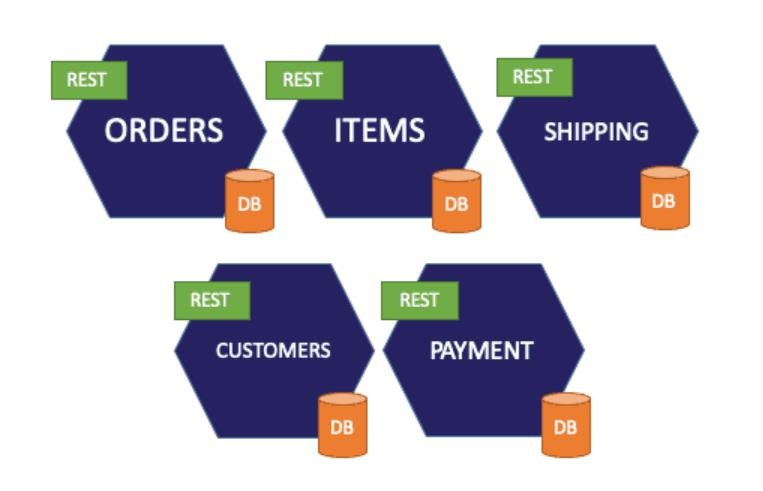 REST
REST
REST
ORDERS
ITEMS
SHIPPING
DB
DB
DB
REST
REST
CUSTOMERS
PAYMENT
DB
DB